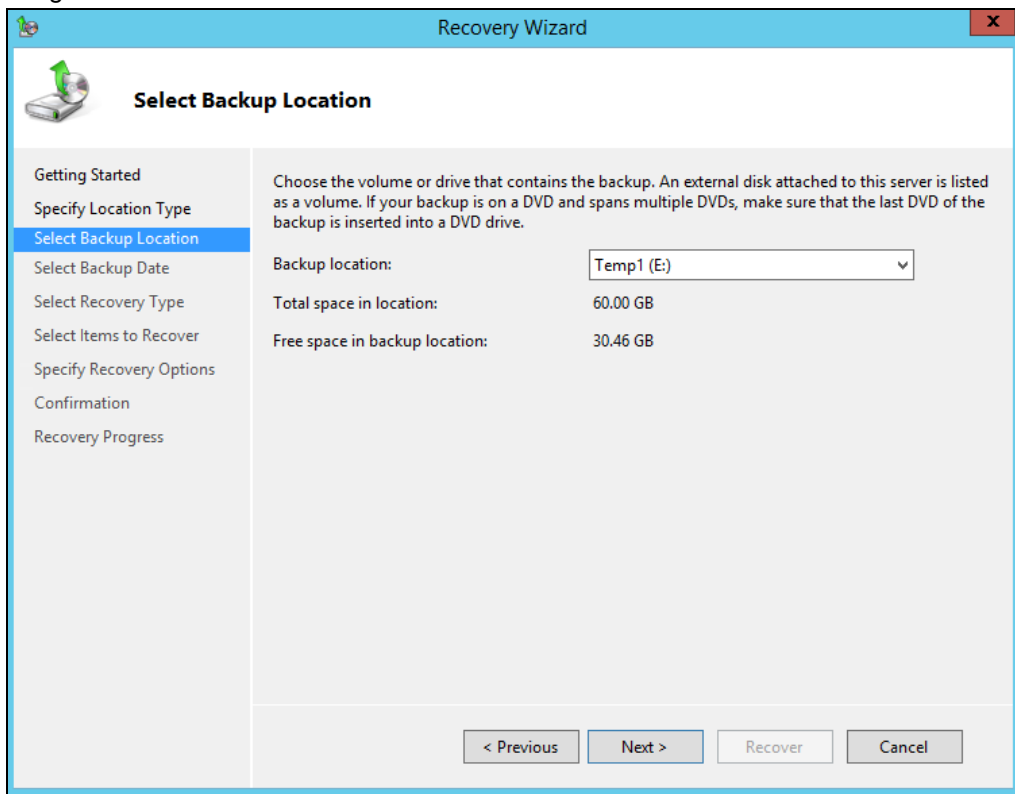 Recovery Wizard
x
Select Backup Location
Getting Started
Specify Location Type
Select Backup Location
Select Backup Date
Select Recovery Type
Select Items to Recover
Specify Recovery Options
Confirmation
Recovery Progress
Choose the volume or drive that contains the backup. An external disk attached to this server is listed
as a volume. If your backup is on a DVD and spans multiple DVDs, make sure that the last DVD of the
backup is inserted into a DVD drive.
Backup location: Temp1 (E:)
Total space in location: 60.00 GB
Free space in backup location: 30.46 GB
< Previous Next > Recover Cancel